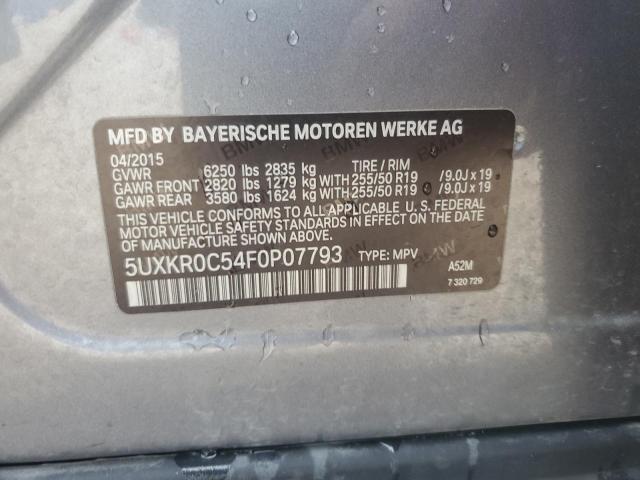 MFD BY BAYERISCHE MOTOREN WERKE AG
04/2015
GVWR 6250 lbs 2835 kg TIRE / RIM
GAWR FRONT 2820 lbs 1279 kg WITH 255/50 R19 /9.0J x 19
GAWR REAR 3580 lbs 1624 kg WITH 255/50 R19 /9.0J x 19
THIS VEHICLE CONFORMS TO ALL APPLICABLE U.S. FEDERAL
MOTOR VEHICLE SAFETY STANDARDS IN EFFECT ON THE DATE
OF MANUFACTURE SHOWN ABOVE.
5UXKR0C54F0P07793 TYPE: MPV A52M
7 320 729